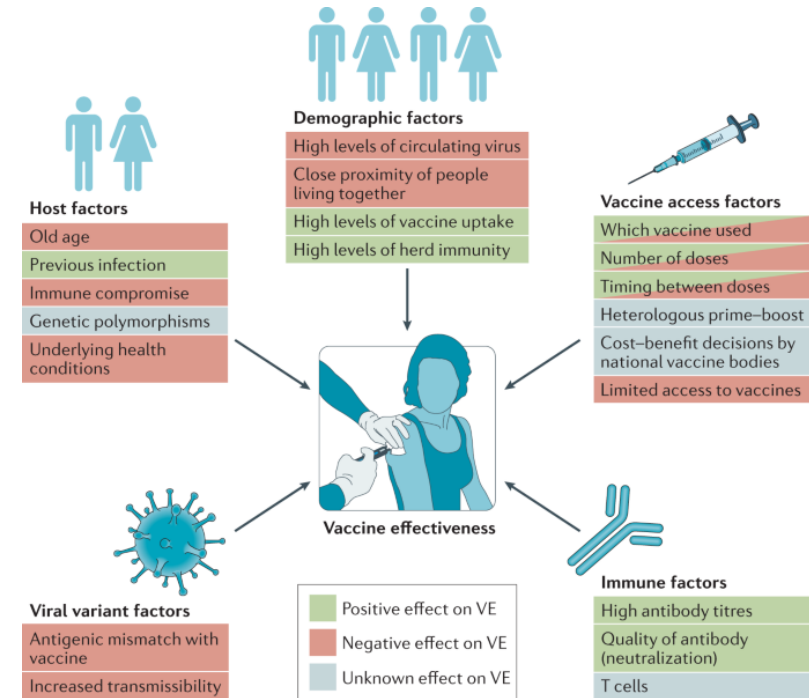 Demographic factors
High levels of circulating virus
Close proximity of people
living together
High levels of vaccine uptake
High levels of herd immunity
Host factors
Old age
Previous infection
Immune compromise
Genetic polymorphisms
Underlying health
conditions
Vaccine access factors
Which vaccine used
Number of doses
Timing between doses
Heterologous prime–boost
Cost–benefit decisions by
national vaccine bodies
Limited access to vaccines
Vaccine effectiveness
Viral variant factors
Antigenic mismatch with
vaccine
Increased transmissibility
Positive effect on VE
Negative effect on VE
Unknown effect on VE
Immune factors
High antibody titres
Quality of antibody
(neutralization)
T cells